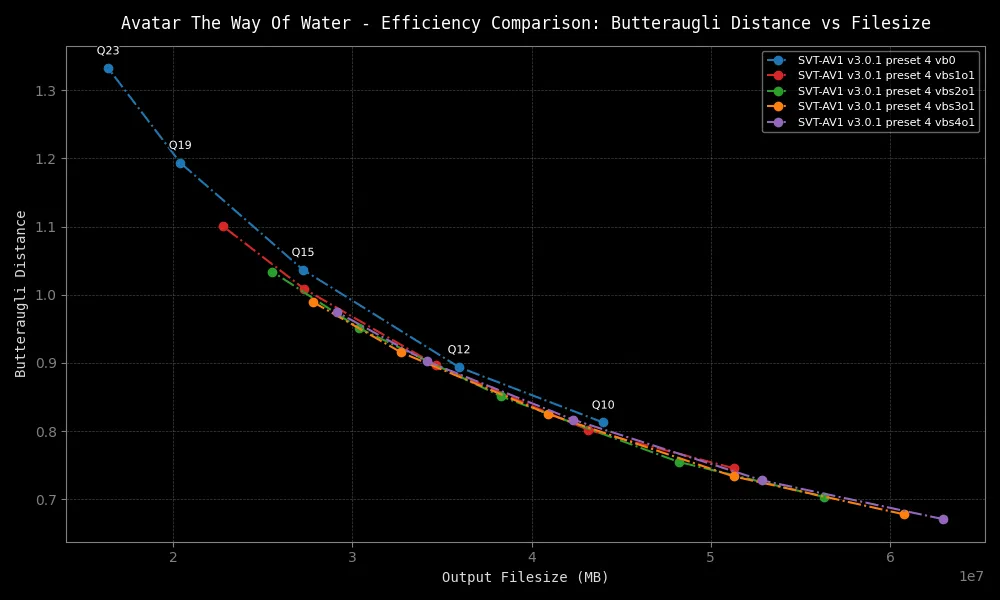 Avatar The Way Of Water - Efficiency Comparison: Butteraugli Distance vs Filesize
Q23
SVT-AV1 v3.0.1 preset 4 vb0
SVT-AV1 v3.0.1 preset 4 vbs1o1
SVT-AV1 v3.0.1 preset 4 vbs2o1
SVT-AV1 v3.0.1 preset 4 vbs3o1
SVT-AV1 v3.0.1 preset 4 vbs4o1
1.3
Q19
1.2
1.1
Q15
1.0
Q12
0.9
Q10
0.8
0.7
Butteraugli Distance
2 3 4 5 6
1e7
Output Filesize (MB)